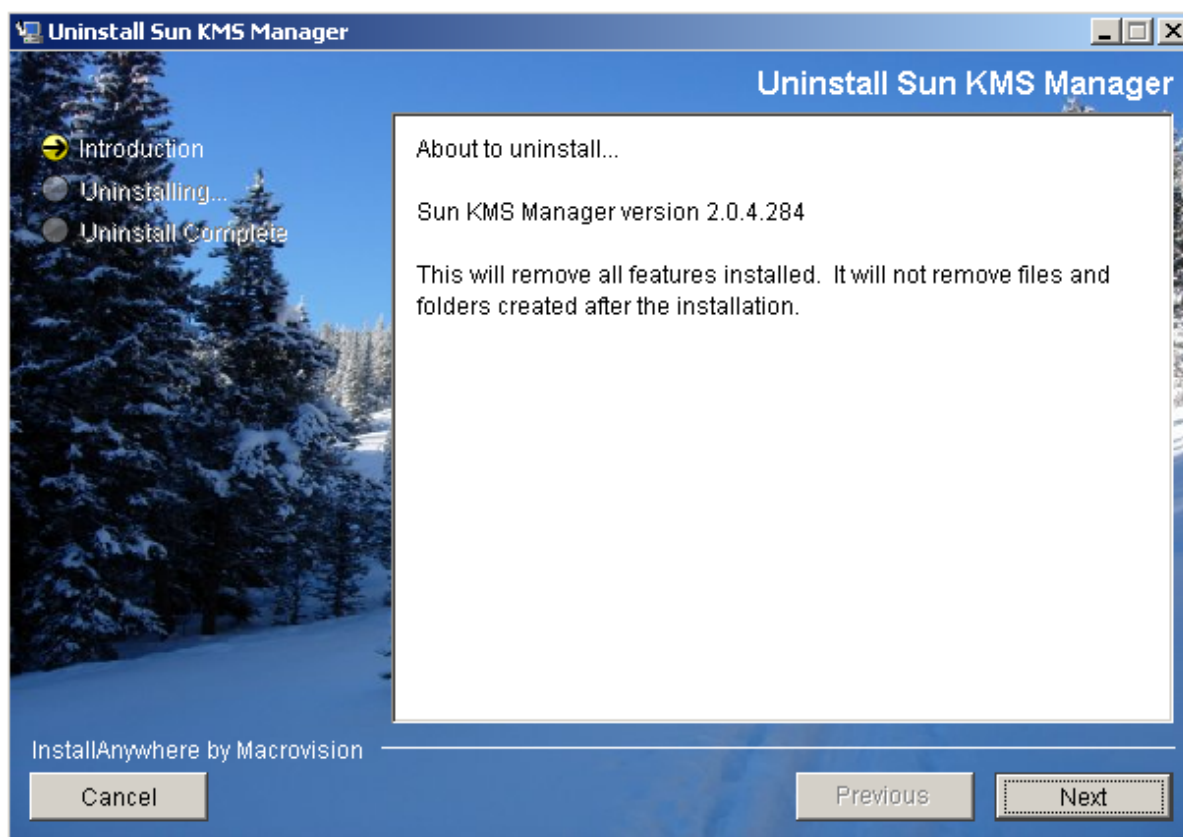 Uninstall Sun KMS Manager
Uninstall Sun KMS Manager
Introduction
Uninstalling...
Uninstall Complete
About to uninstall...
Sun KMS Manager version 2.0.4.284
This will remove all features installed.  It will not remove files and
folders created after the installation.
InstallAnywhere by Macrovision
Cancel
Previous
Next